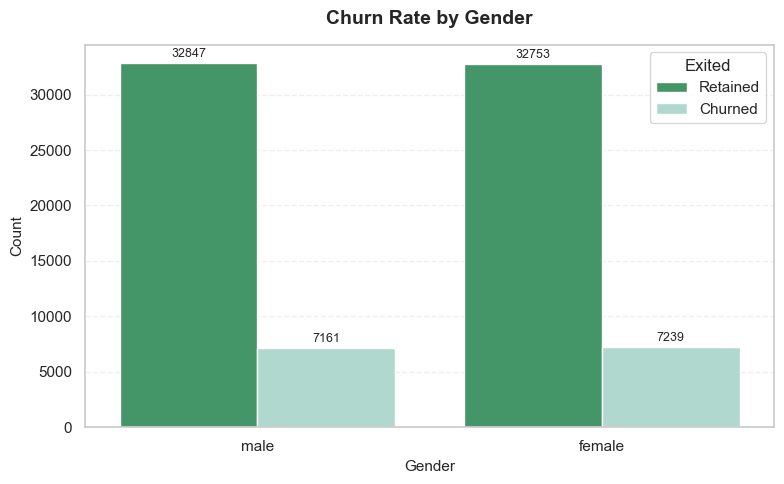 Churn Rate by Gender
32847
32753
7161
7239
Exited
Retained
Churned
30000
25000
20000
15000
10000
5000
0
Count
male
female
Gender